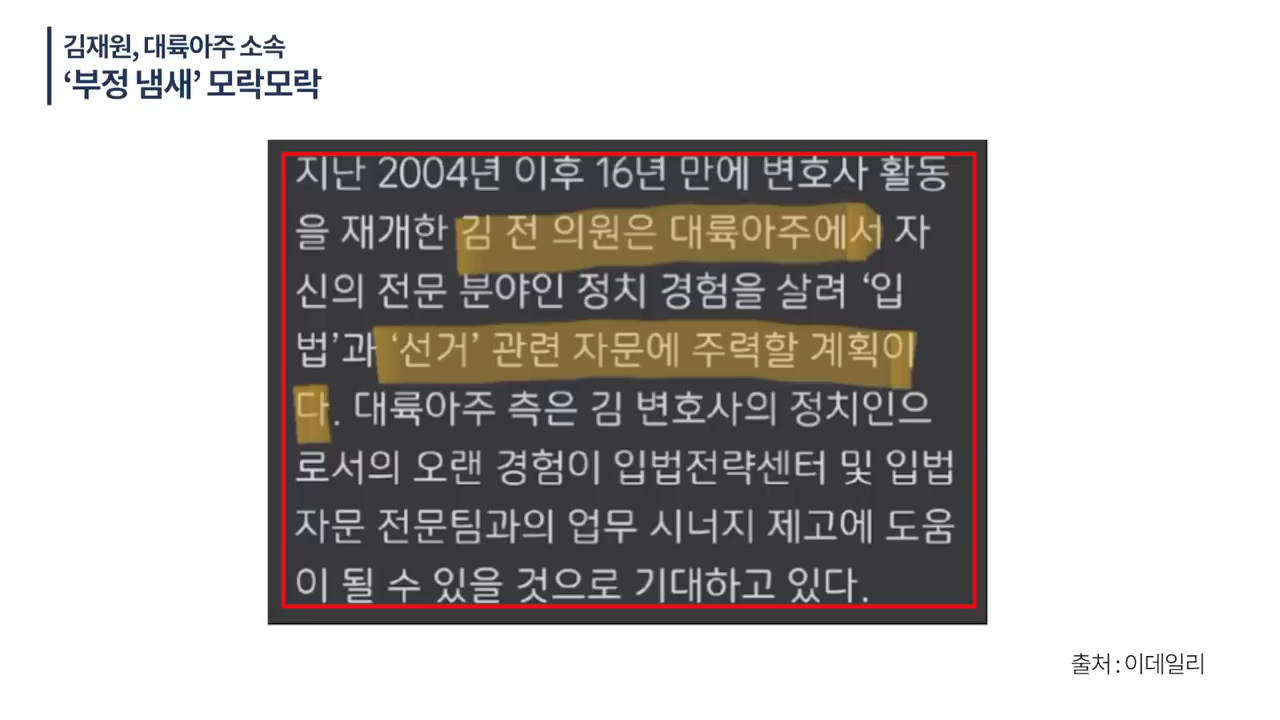 김재원, 대륙아주 소속
‘부정 냄새’ 모락모락
지난 2004년 이후 16년 만에 변호사 활동
을 재개한 김 전 의원은 대륙아주에서 자
신의 전문 분야인 정치 경험을 살려 ‘입
법’과 ‘선거’ 관련 자문에 주력할 계획이
다. 대륙아주 측은 김 변호사의 정치인으
로서의 오랜 경험이 입법전략센터 및 입법
자문 전문팀과의 업무 시너지 제고에 도움
이 될 수 있을 것으로 기대하고 있다.
출처 : 이데일리